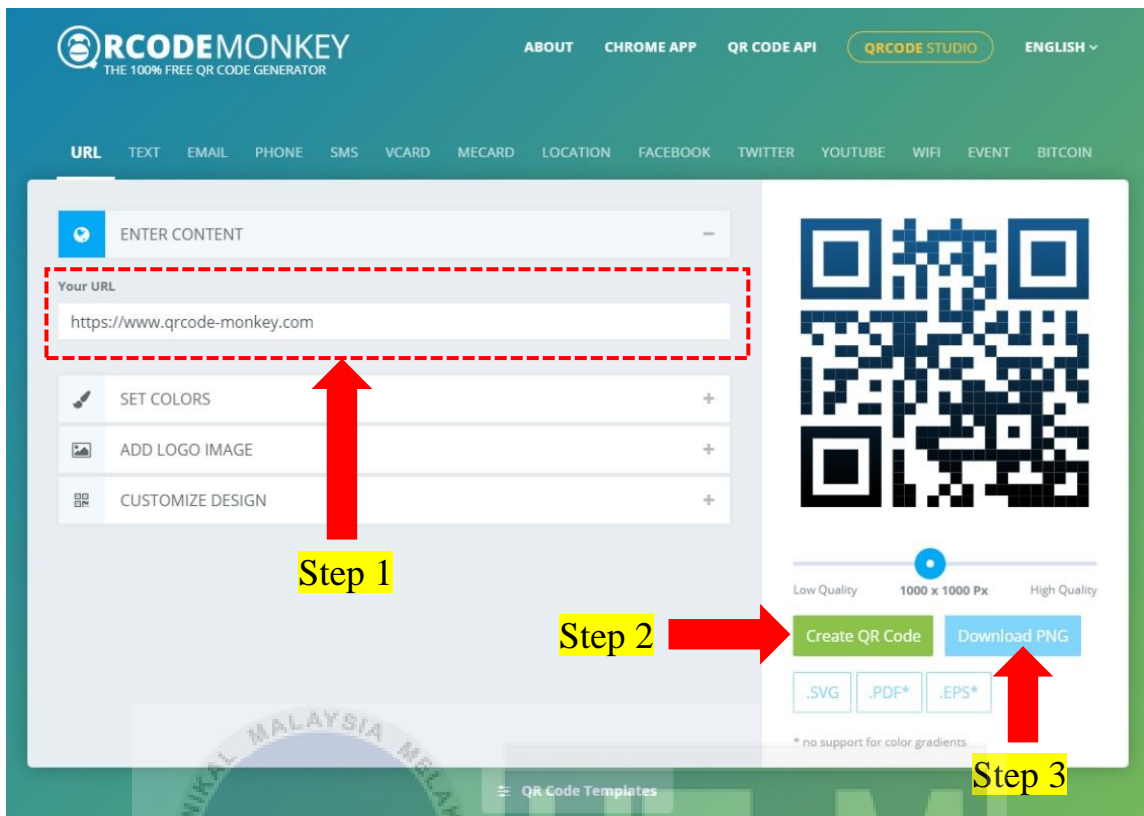 QRCODEMONKEY
THE 100% FREE QR CODE GENERATOR
ABOUT CHROME APP QR CODE API QRCODE STUDIO ENGLISH
URL TEXT EMAIL PHONE SMS VCARD MECARD LOCATION FACEBOOK TWITTER YOUTUBE WIFI EVENT BITCOIN
ENTER CONTENT −
Your URL
https://www.qrcode-monkey.com
SET COLORS +
ADD LOGO IMAGE +
CUSTOMIZE DESIGN +
Step 1
Low Quality 1000 x 1000 Px High Quality
Step 2
Create QR Code Download PNG
.SVG .PDF* .EPS*
* no support for color gradients
Step 3
MALAYSIA
QR Code Templates